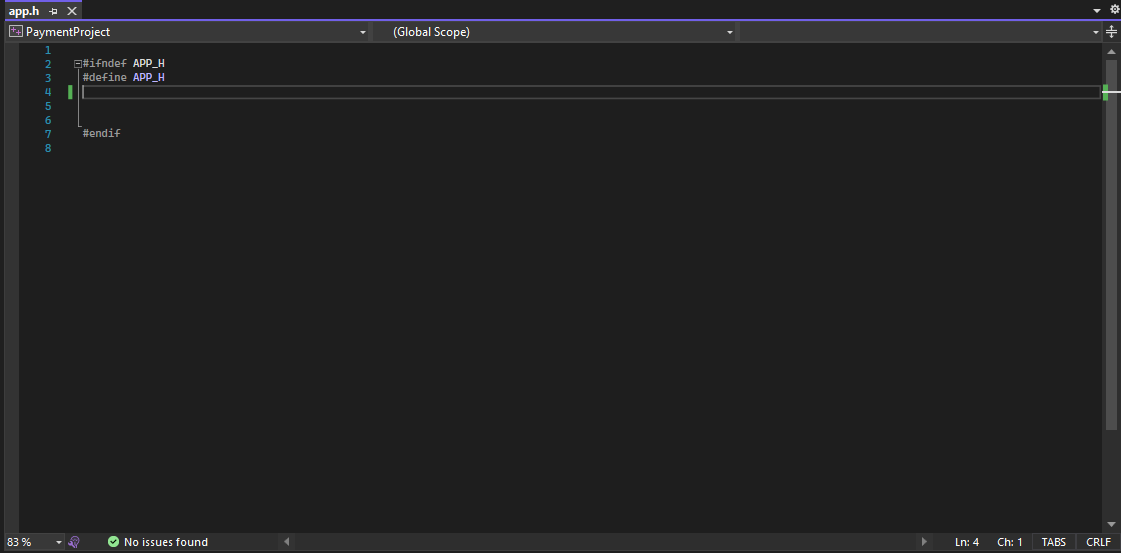 app.h
PaymentProject
(Global Scope)
1
2 #ifndef APP_H
3 #define APP_H
4
5
6
7 #endif
8
83 %
No issues found
Ln: 4
Ch: 1
TABS
CRLF